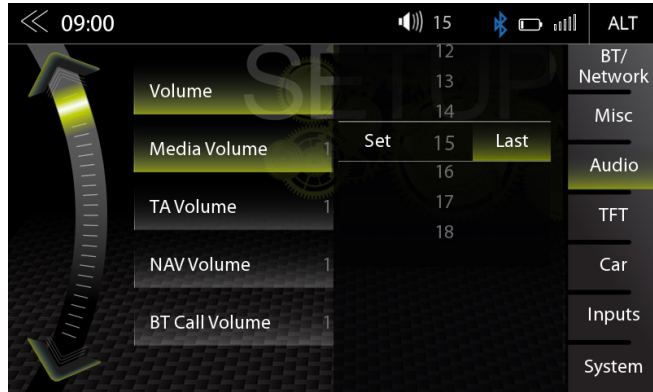 09:00
15
ALT
SETUP
Volume
Media Volume
1
TA Volume
1
NAV Volume
1
BT Call Volume
1
12
13
14
Set
15
Last
16
17
18
BT/
Network
Misc
Audio
TFT
Car
Inputs
System